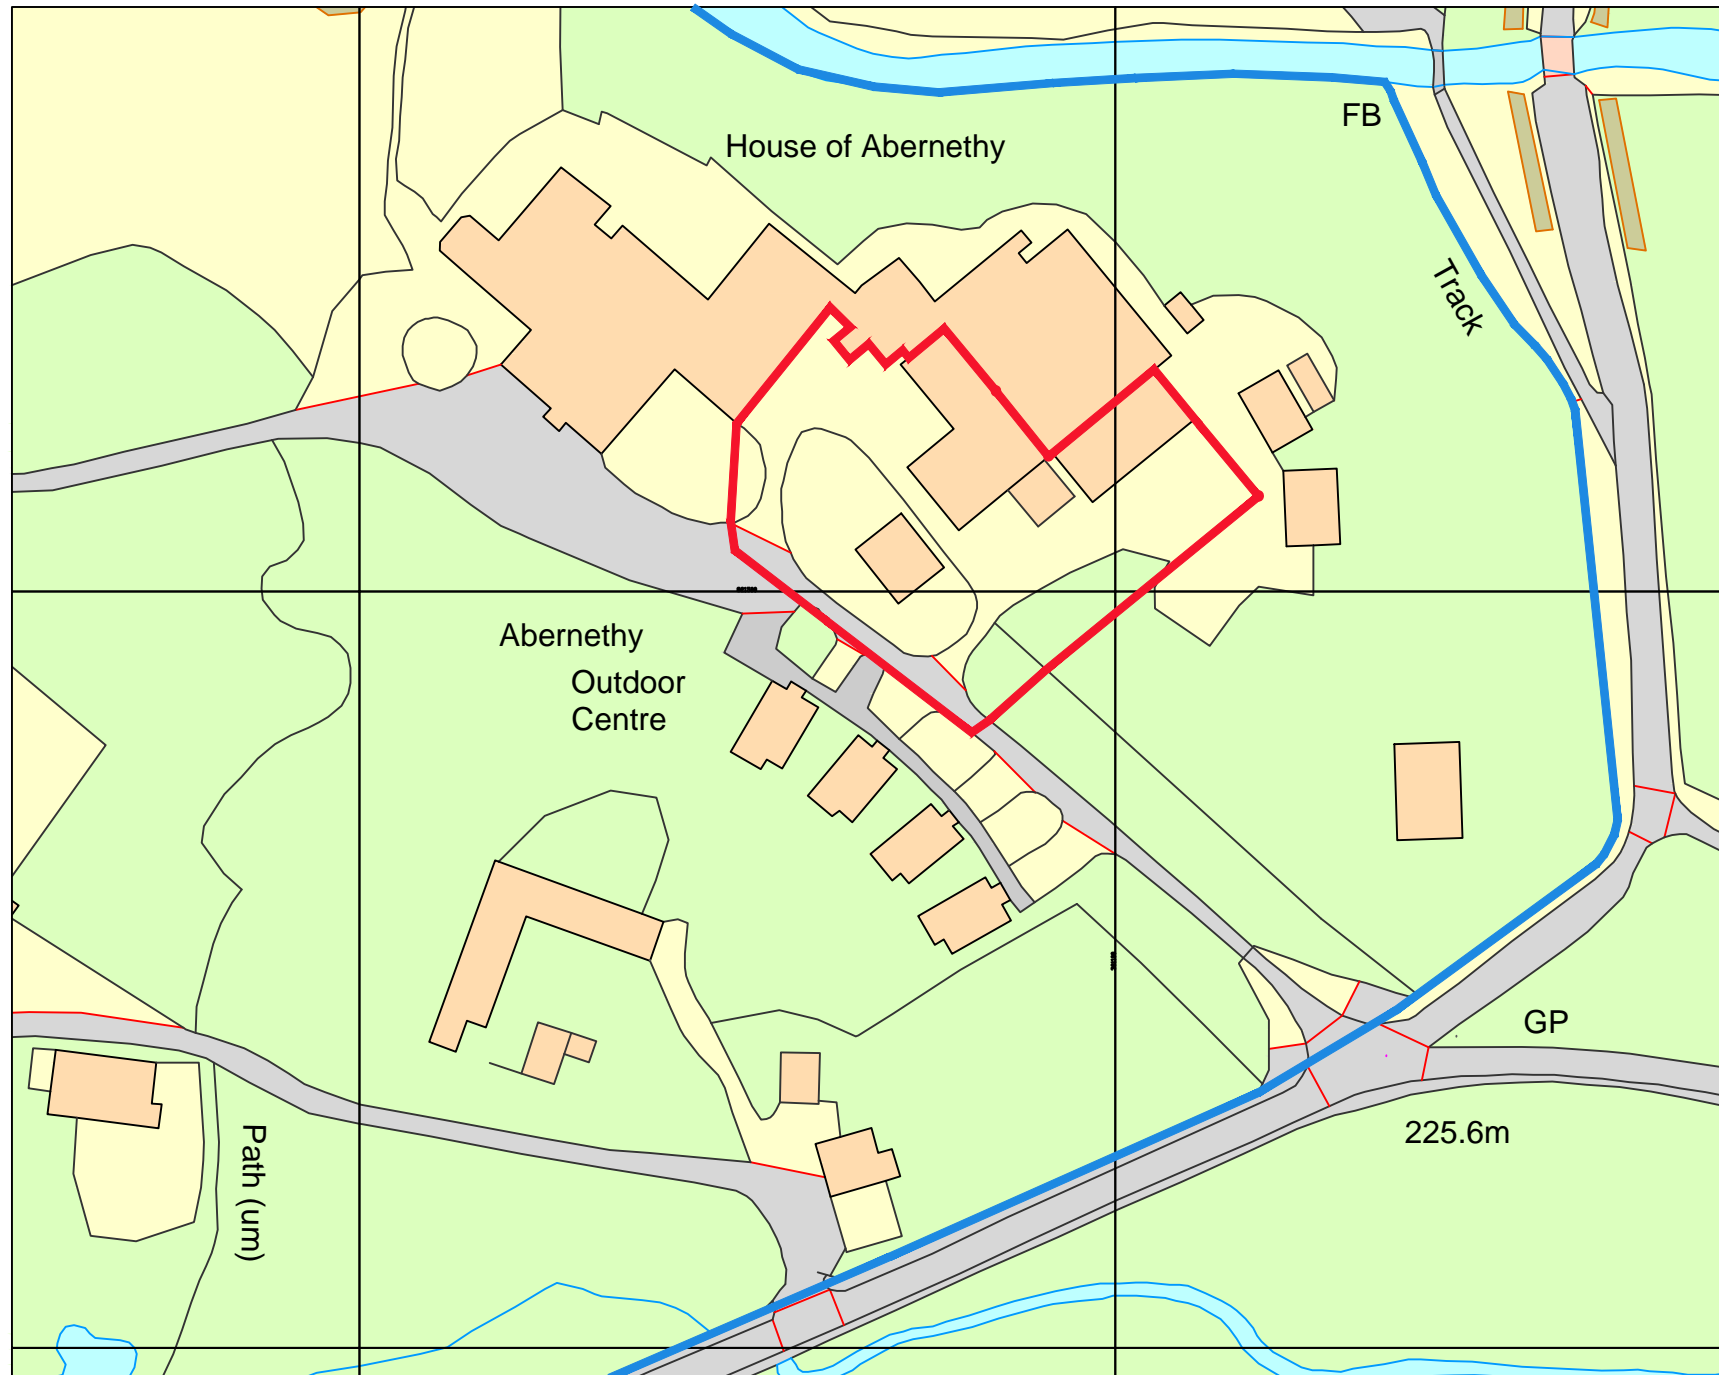 House of Abernethy
FB
Track
Abernethy
Outdoor
Centre
GP
225.6m
Path (um)